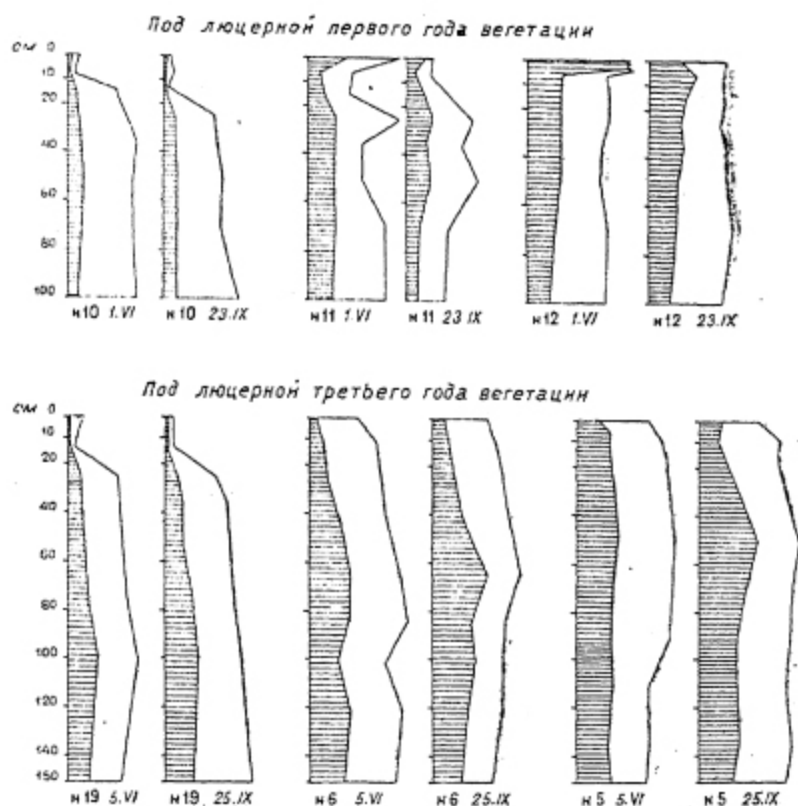 Под люцерной первого года вегетации
см 0
10
20
40
60
80
100
н10 1.VI н10 23.IX н11 1.VI н11 23.IX н12 1.VI н12 23.IX
Под люцерной третьего года вегетации
см 0
10
20
40
60
80
100
120
140
150
н19 5.VI н19 25.IX н6 5.VI н6 25.IX н5 5.VI н5 25.IX